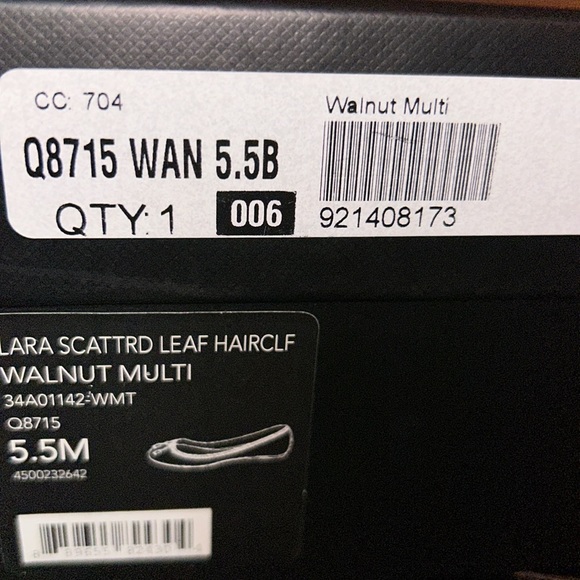 CC: 704
Walnut Multi
Q8715 WAN 5.5B
QTY: 1 006 921408173
LARA SCATTRD LEAF HAIRCLF
WALNUT MULTI
34A01142-WMT
Q8715
5.5M
4500232642